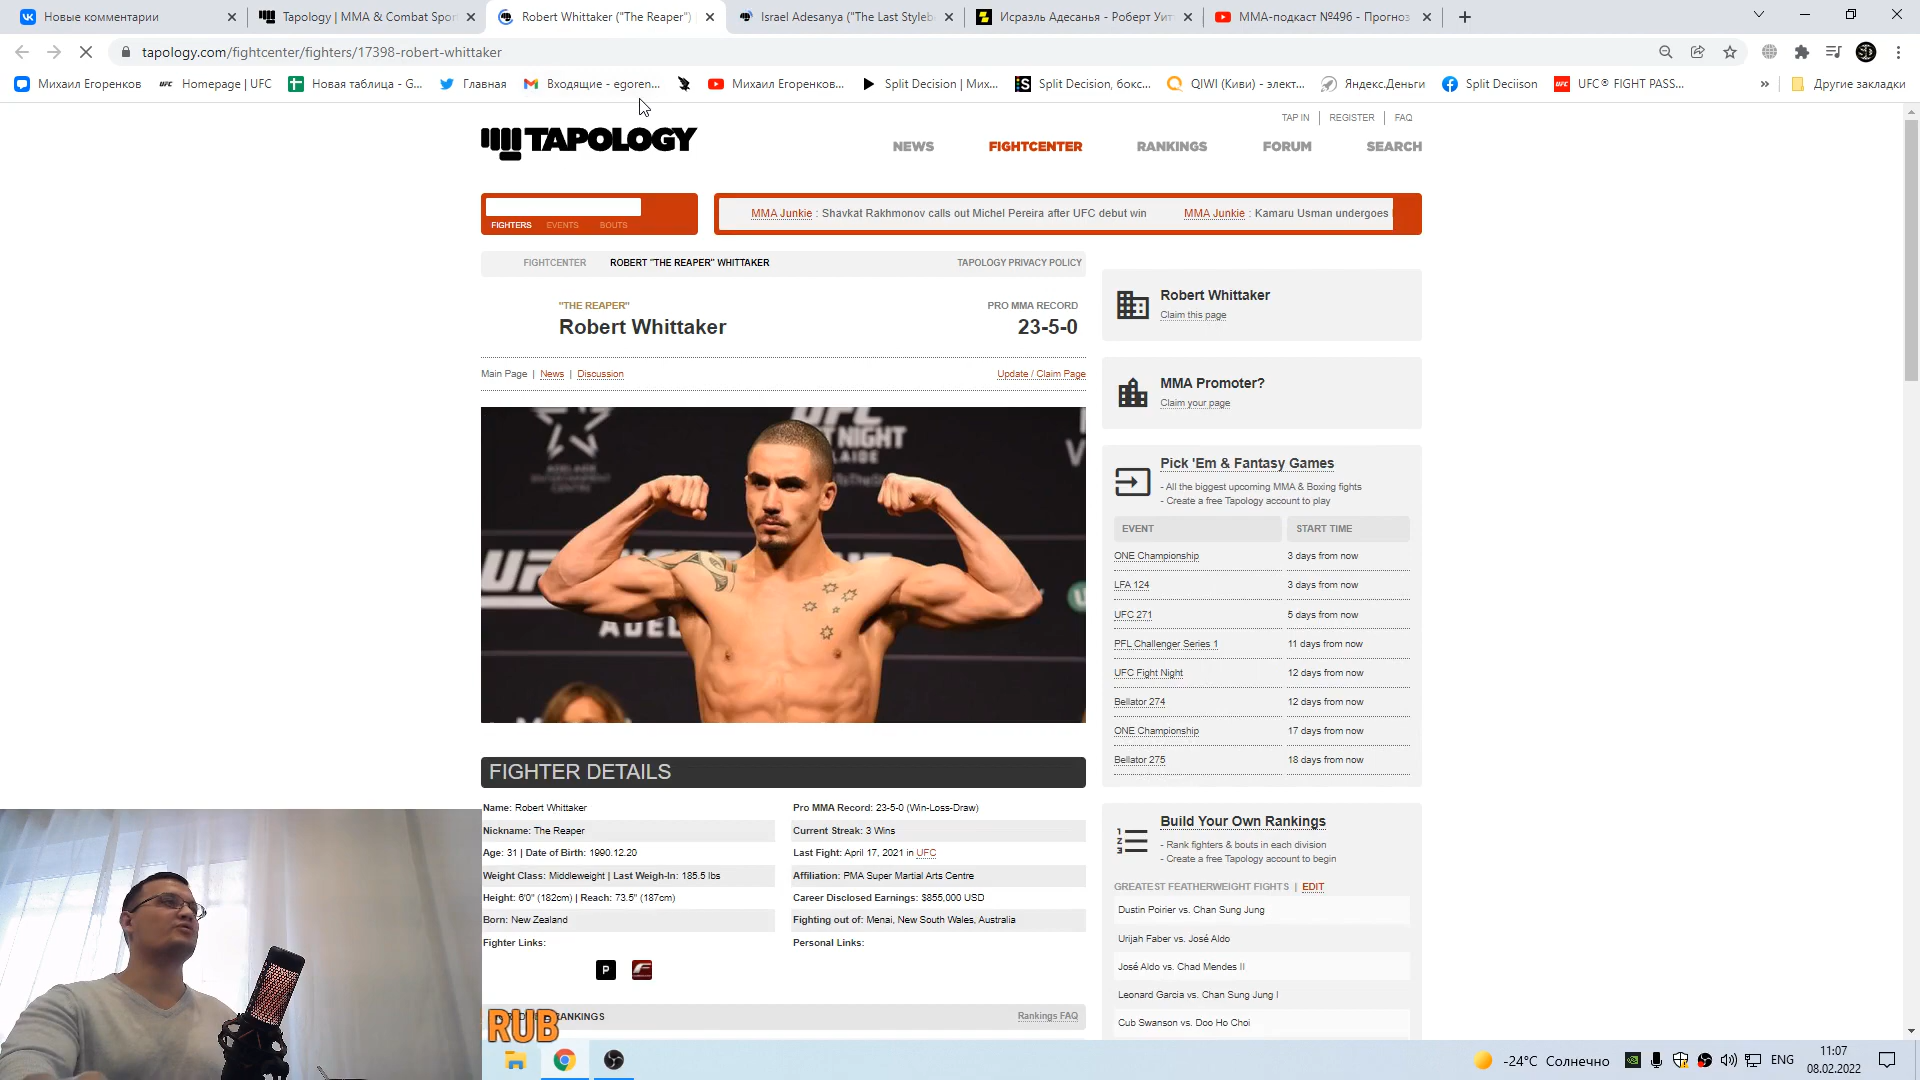 Новые комментарии
Tapology | MMA & Combat Spor
Robert Whittaker ("The Reaper") |
Israel Adesanya ("The Last Styleb
Исраэль Адесанья - Роберт Уит
ММА-подкаст №496 - Прогноз
tapology.com/fightcenter/fighters/17398-robert-whittaker
Михаил Егоренков
Homepage | UFC
Новая таблица - G...
Главная
Входящие - egoren...
Михаил Егоренков...
Split Decision | Мих...
Split Decision, бокс...
QIWI (Киви) - элект...
Яндекс.Деньги
Split Deciison
UFC® FIGHT PASS...
Другие закладки
TAP IN
REGISTER
FAQ
TAPOLOGY
NEWS
FIGHTCENTER
RANKINGS
FORUM
SEARCH
FIGHTERS
EVENTS
BOUTS
MMA Junkie : Shavkat Rakhmonov calls out Michel Pereira after UFC debut win
MMA Junkie : Kamaru Usman undergoes
FIGHTCENTER
ROBERT "THE REAPER" WHITTAKER
TAPOLOGY PRIVACY POLICY
"THE REAPER"
PRO MMA RECORD
Robert Whittaker
23-5-0
Main Page | News | Discussion
Update / Claim Page
FIGHTER DETAILS
Name: Robert Whittaker
Pro MMA Record: 23-5-0 (Win-Loss-Draw)
Nickname: The Reaper
Current Streak: 3 Wins
Age: 31 | Date of Birth: 1990.12.20
Last Fight: April 17, 2021 in UFC
Weight Class: Middleweight | Last Weigh-In: 185.5 lbs
Affiliation: PMA Super Martial Arts Centre
Height: 6'0" (182cm) | Reach: 73.5" (187cm)
Career Disclosed Earnings: $855,000 USD
Born: New Zealand
Fighting out of: Menai, New South Wales, Australia
Fighter Links:
Personal Links:
RANKINGS
Rankings FAQ
RUB
Robert Whittaker
Claim this page
MMA Promoter?
Claim your page
Pick 'Em & Fantasy Games
- All the biggest upcoming MMA & Boxing fights
- Create a free Tapology account to play
EVENT
START TIME
ONE Championship
3 days from now
LFA 124
3 days from now
UFC 271
5 days from now
PFL Challenger Series 1
11 days from now
UFC Fight Night
12 days from now
Bellator 274
12 days from now
ONE Championship
17 days from now
Bellator 275
18 days from now
Build Your Own Rankings
- Rank fighters & bouts in each division
- Create a free Tapology account to begin
GREATEST FEATHERWEIGHT FIGHTS | EDIT
Dustin Poirier vs. Chan Sung Jung
Urijah Faber vs. José Aldo
José Aldo vs. Chad Mendes II
Leonard Garcia vs. Chan Sung Jung I
Cub Swanson vs. Doo Ho Choi
-24°C Солнечно
ENG
11:07
08.02.2022